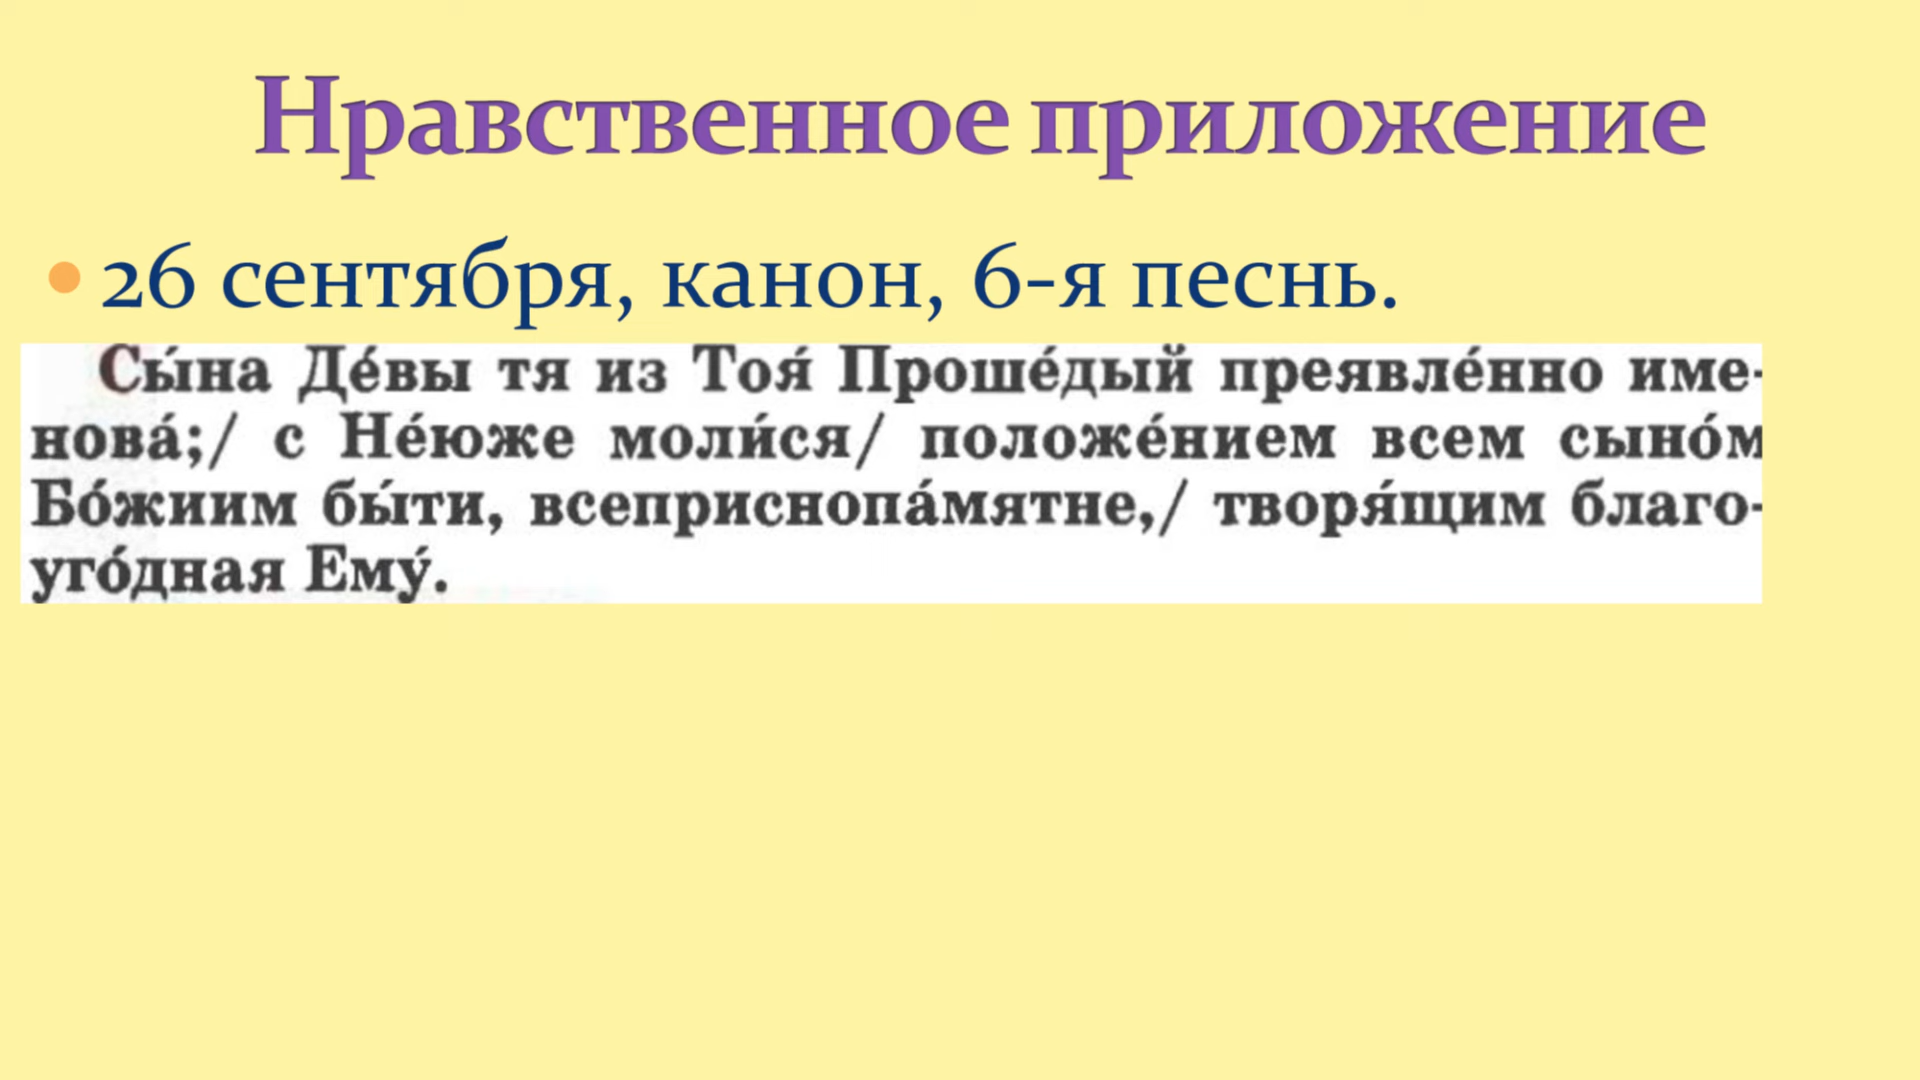 Нравственное приложение
• 26 сентября, канон, 6-я песнь.
Сы́на Де́вы тя из Тоя́ Проше́дый преявле́нно име-
нова́;/ с Не́юже моли́ся/ положе́нием всем сыно́м
Бо́жиим бы́ти, всеприснопа́мятне,/ творя́щим благо-
уго́дная Ему́.